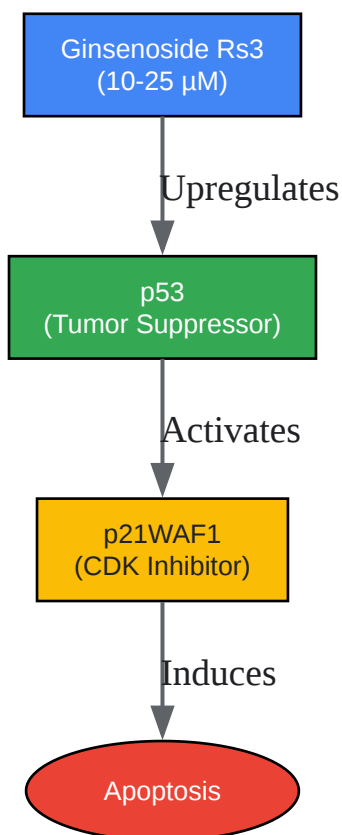 Ginsenoside Rs3
(10-25 µM)
Upregulates
p53
(Tumor Suppressor)
Activates
p21WAF1
(CDK Inhibitor)
Induces
Apoptosis